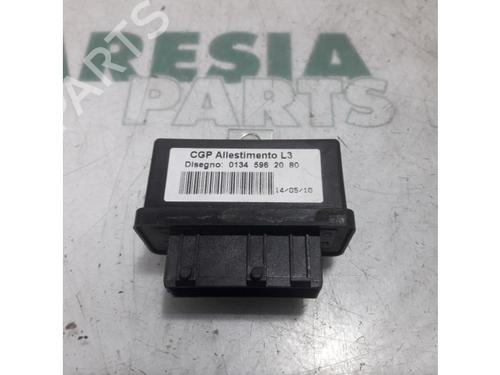 ARESIA
PARTS
CGP Allestimento L3
Disegno: 0134 596 20 80
14/05/10